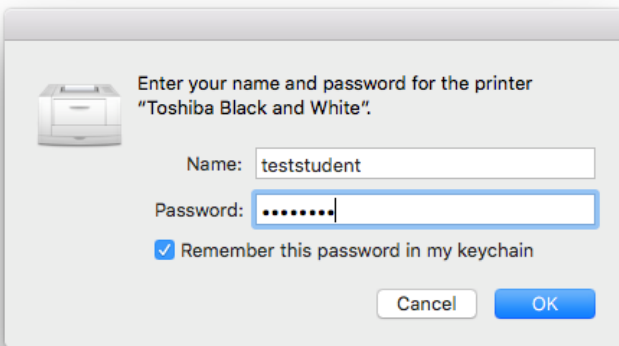 Enter your name and password for the printer
“Toshiba Black and White”.
Name: teststudent
Password: ••••••••
Remember this password in my keychain
Cancel OK